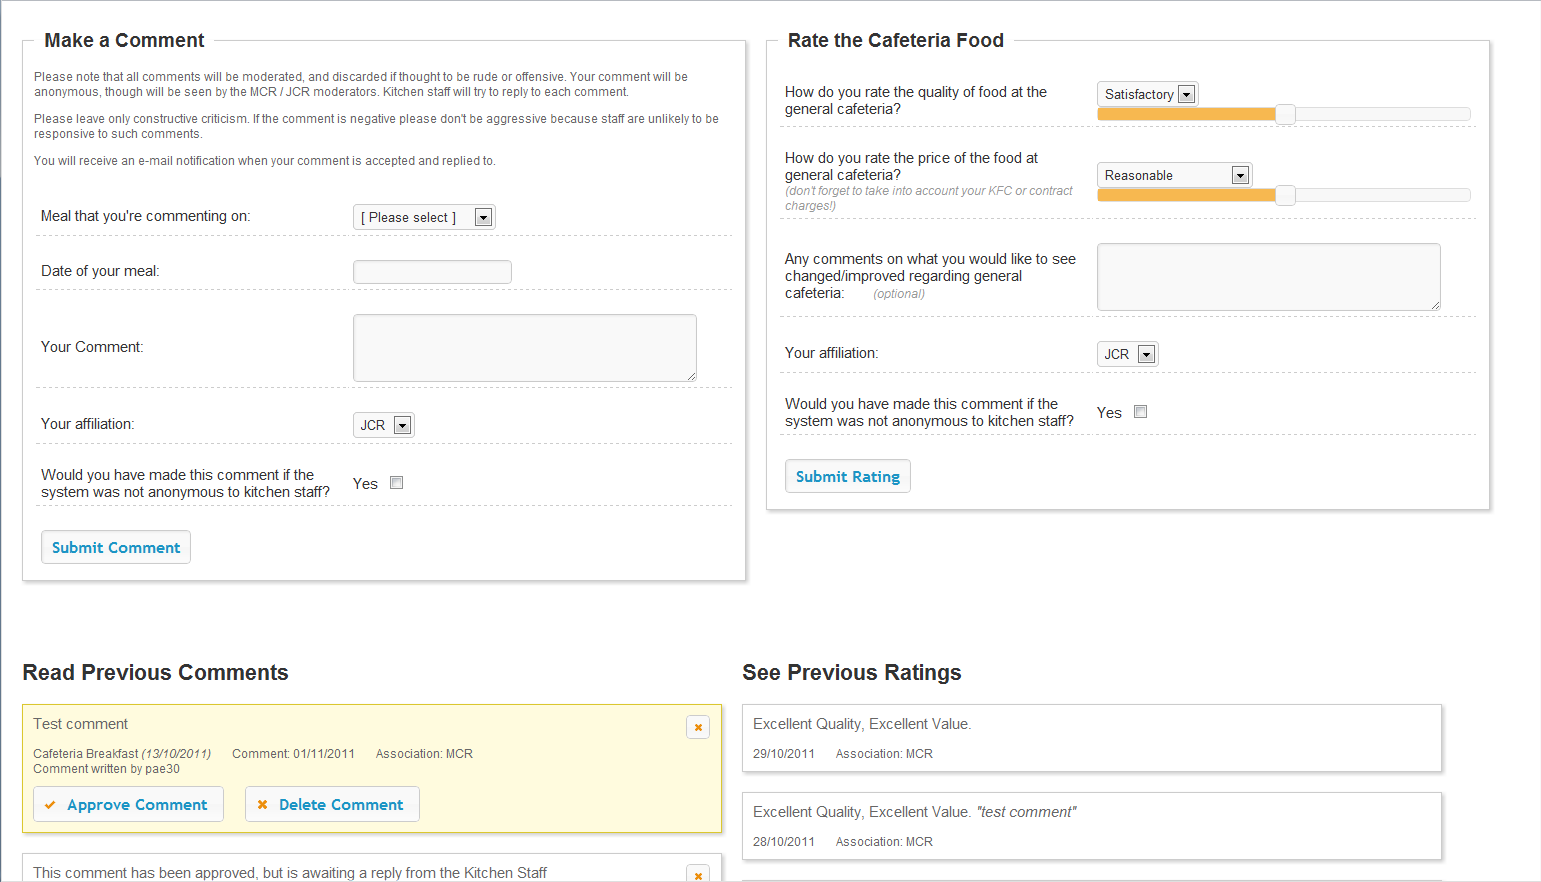 Make a Comment
Please note that all comments will be moderated, and discarded if thought to be rude or offensive. Your comment will be
anonymous, though will be seen by the MCR / JCR moderators. Kitchen staff will try to reply to each comment.
Please leave only constructive criticism. If the comment is negative please don't be aggressive because staff are unlikely to be
responsive to such comments.
You will receive an e-mail notification when your comment is accepted and replied to.
Meal that you're commenting on:
[ Please select ]
Date of your meal:
Your Comment:
Your affiliation:
JCR
Would you have made this comment if the
system was not anonymous to kitchen staff?
Yes
Submit Comment
Rate the Cafeteria Food
How do you rate the quality of food at the
general cafeteria?
Satisfactory
How do you rate the price of the food at
general cafeteria?
(don't forget to take into account your KFC or contract
charges!)
Reasonable
Any comments on what you would like to see
changed/improved regarding general
cafeteria: (optional)
Your affiliation:
JCR
Would you have made this comment if the
system was not anonymous to kitchen staff?
Yes
Submit Rating
Read Previous Comments
Test comment
Cafeteria Breakfast (13/10/2011) Comment: 01/11/2011 Association: MCR
Comment written by pae30
Approve Comment
Delete Comment
This comment has been approved, but is awaiting a reply from the Kitchen Staff
See Previous Ratings
Excellent Quality, Excellent Value.
29/10/2011 Association: MCR
Excellent Quality, Excellent Value. "test comment"
28/10/2011 Association: MCR